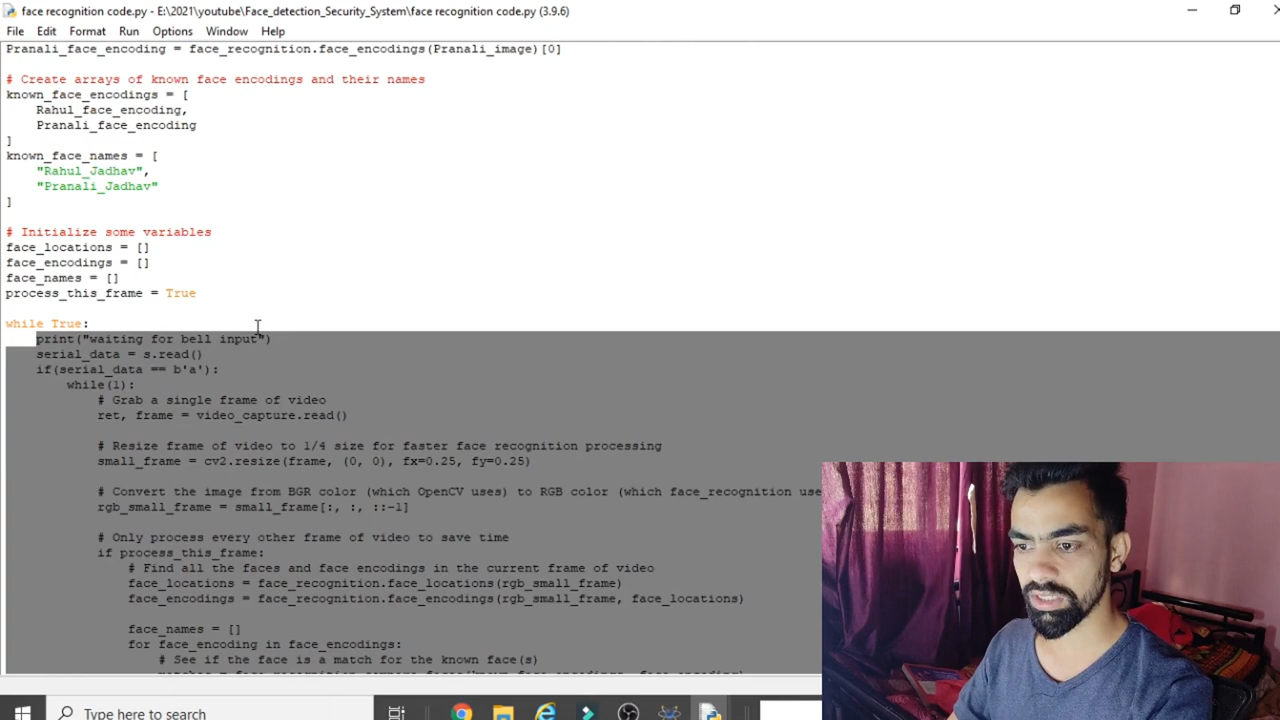 face recognition code.py - E:\2021\youtube\Face_detection_Security_System\face recognition code.py (3.9.6)
File Edit Format Run Options Window Help
Pranali_face_encoding = face_recognition.face_encodings(Pranali_image)[0]
# Create arrays of known face encodings and their names
known_face_encodings = [
Rahul_face_encoding,
Pranali_face_encoding
]
known_face_names = [
"Rahul_Jadhav",
"Pranali_Jadhav"
]
# Initialize some variables
face_locations = []
face_encodings = []
face_names = []
process_this_frame = True
while True:
print("waiting for bell input")
serial_data = s.read()
if(serial_data == b'a'):
while(1):
# Grab a single frame of video
ret, frame = video_capture.read()
# Resize frame of video to 1/4 size for faster face recognition processing
small_frame = cv2.resize(frame, (0, 0), fx=0.25, fy=0.25)
# Convert the image from BGR color (which OpenCV uses) to RGB color (which face_recognition use
rgb_small_frame = small_frame[:, :, ::-1]
# Only process every other frame of video to save time
if process_this_frame:
# Find all the faces and face encodings in the current frame of video
face_locations = face_recognition.face_locations(rgb_small_frame)
face_encodings = face_recognition.face_encodings(rgb_small_frame, face_locations)
face_names = []
for face_encoding in face_encodings:
# See if the face is a match for the known face(s)
Type here to search